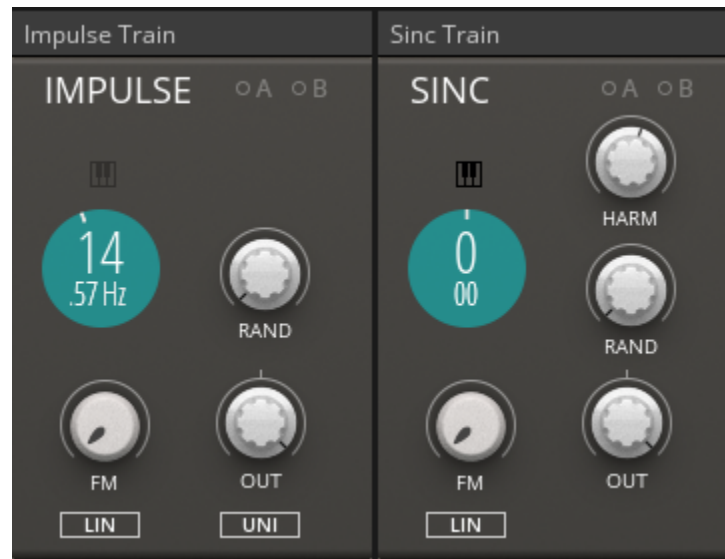 Impulse Train
IMPULSE
A B
14
.57 Hz
RAND
FM
OUT
LIN
UNI
Sinc Train
SINC
A B
HARM
0
00
RAND
FM
OUT
LIN